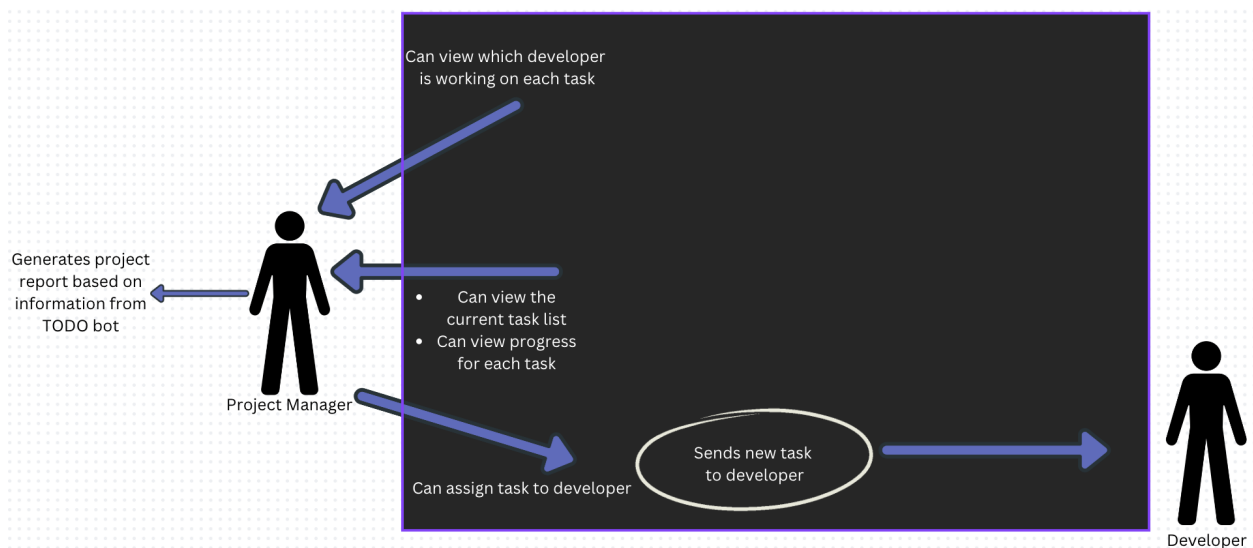 Can view which developer
is working on each task
Generates project
report based on
information from
TODO bot
• Can view the
current task list
• Can view progress
for each task
Project Manager
Can assign task to developer
Sends new task
to developer
Developer